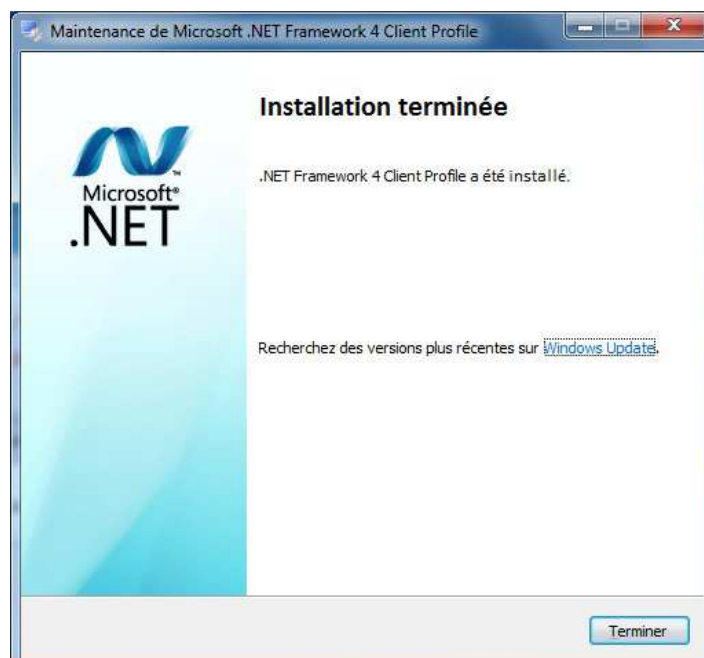 Maintenance de Microsoft .NET Framework 4 Client Profile
Installation terminée
.NET Framework 4 Client Profile a été installé.
Microsoft®
.NET™
Recherchez des versions plus récentes sur Windows Update.
Terminer